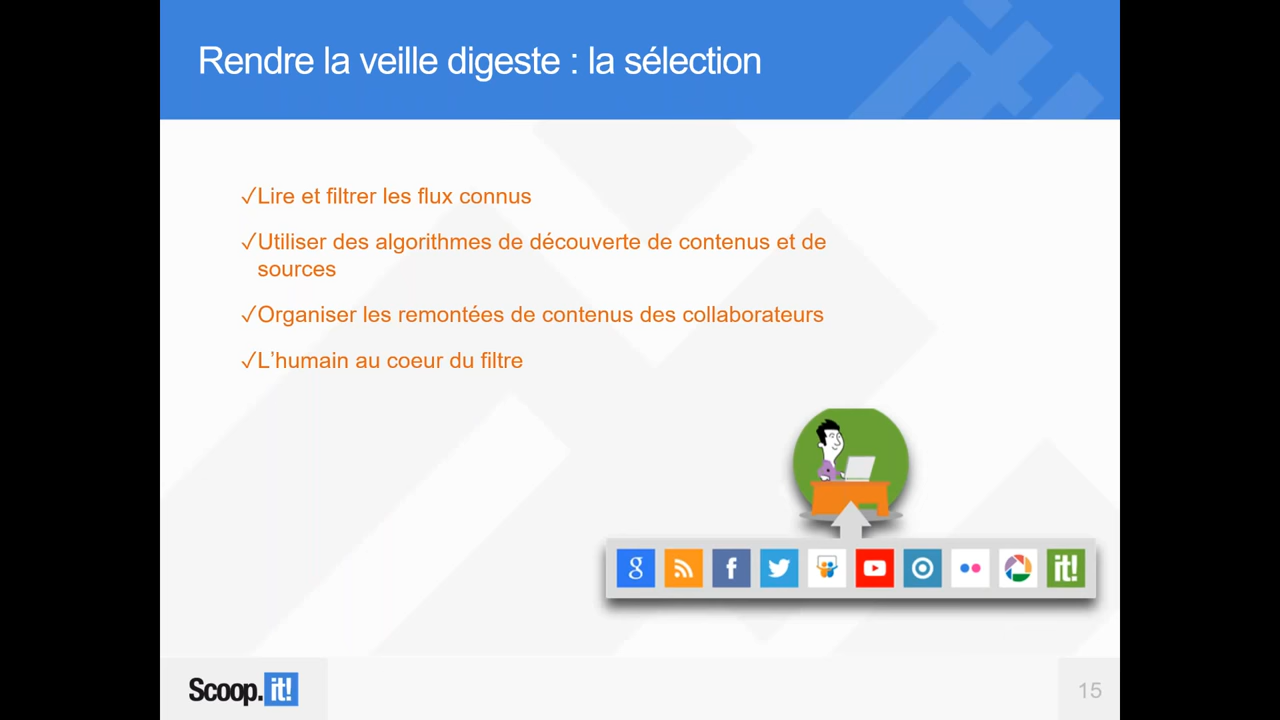 Rendre la veille digeste : la sélection
✓Lire et filtrer les flux connus
✓Utiliser des algorithmes de découverte de contenus et de
sources
✓Organiser les remontées de contenus des collaborateurs
✓L’humain au coeur du filtre
g
f
it!
Scoop.it!
15